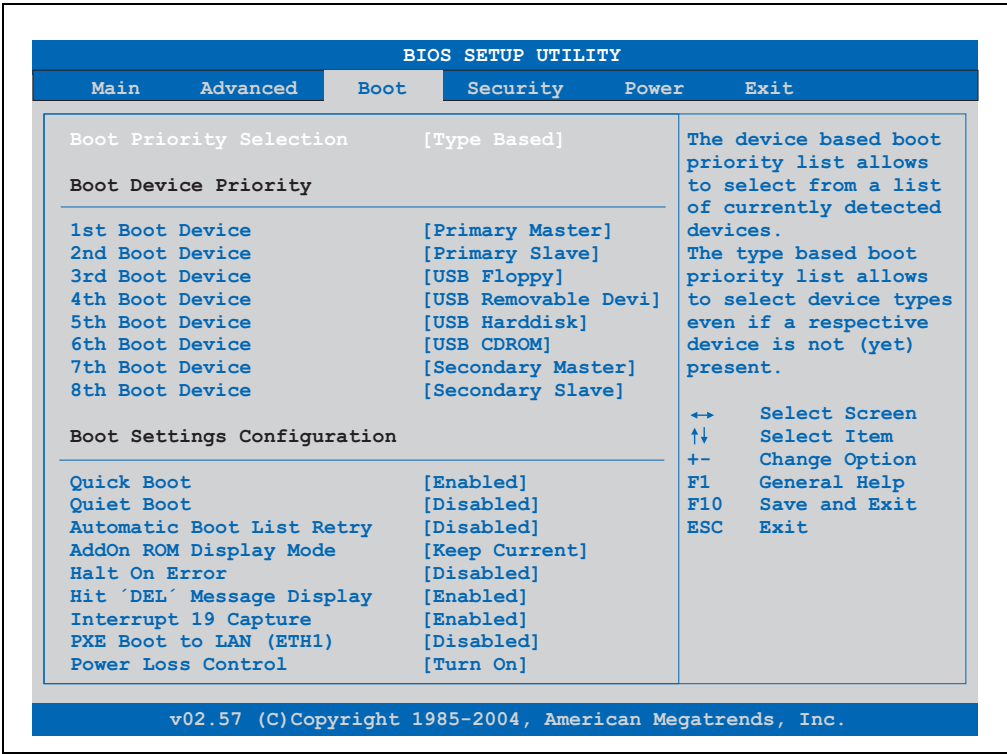 BIOS SETUP UTILITY
Main Advanced Boot Security Power Exit
Boot Priority Selection [Type Based]
Boot Device Priority
1st Boot Device [Primary Master]
2nd Boot Device [Primary Slave]
3rd Boot Device [USB Floppy]
4th Boot Device [USB Removable Devi]
5th Boot Device [USB Harddisk]
6th Boot Device [USB CDROM]
7th Boot Device [Secondary Master]
8th Boot Device [Secondary Slave]
Boot Settings Configuration
Quick Boot [Enabled]
Quiet Boot [Disabled]
Automatic Boot List Retry [Disabled]
AddOn ROM Display Mode [Keep Current]
Halt On Error [Disabled]
Hit ´DEL´ Message Display [Enabled]
Interrupt 19 Capture [Enabled]
PXE Boot to LAN (ETH1) [Disabled]
Power Loss Control [Turn On]
The device based boot
priority list allows
to select from a list
of currently detected
devices.
The type based boot
priority list allows
to select device types
even if a respective
device is not (yet)
present.
↔ Select Screen
↑↓ Select Item
+- Change Option
F1 General Help
F10 Save and Exit
ESC Exit
v02.57 (C)Copyright 1985-2004, American Megatrends, Inc.